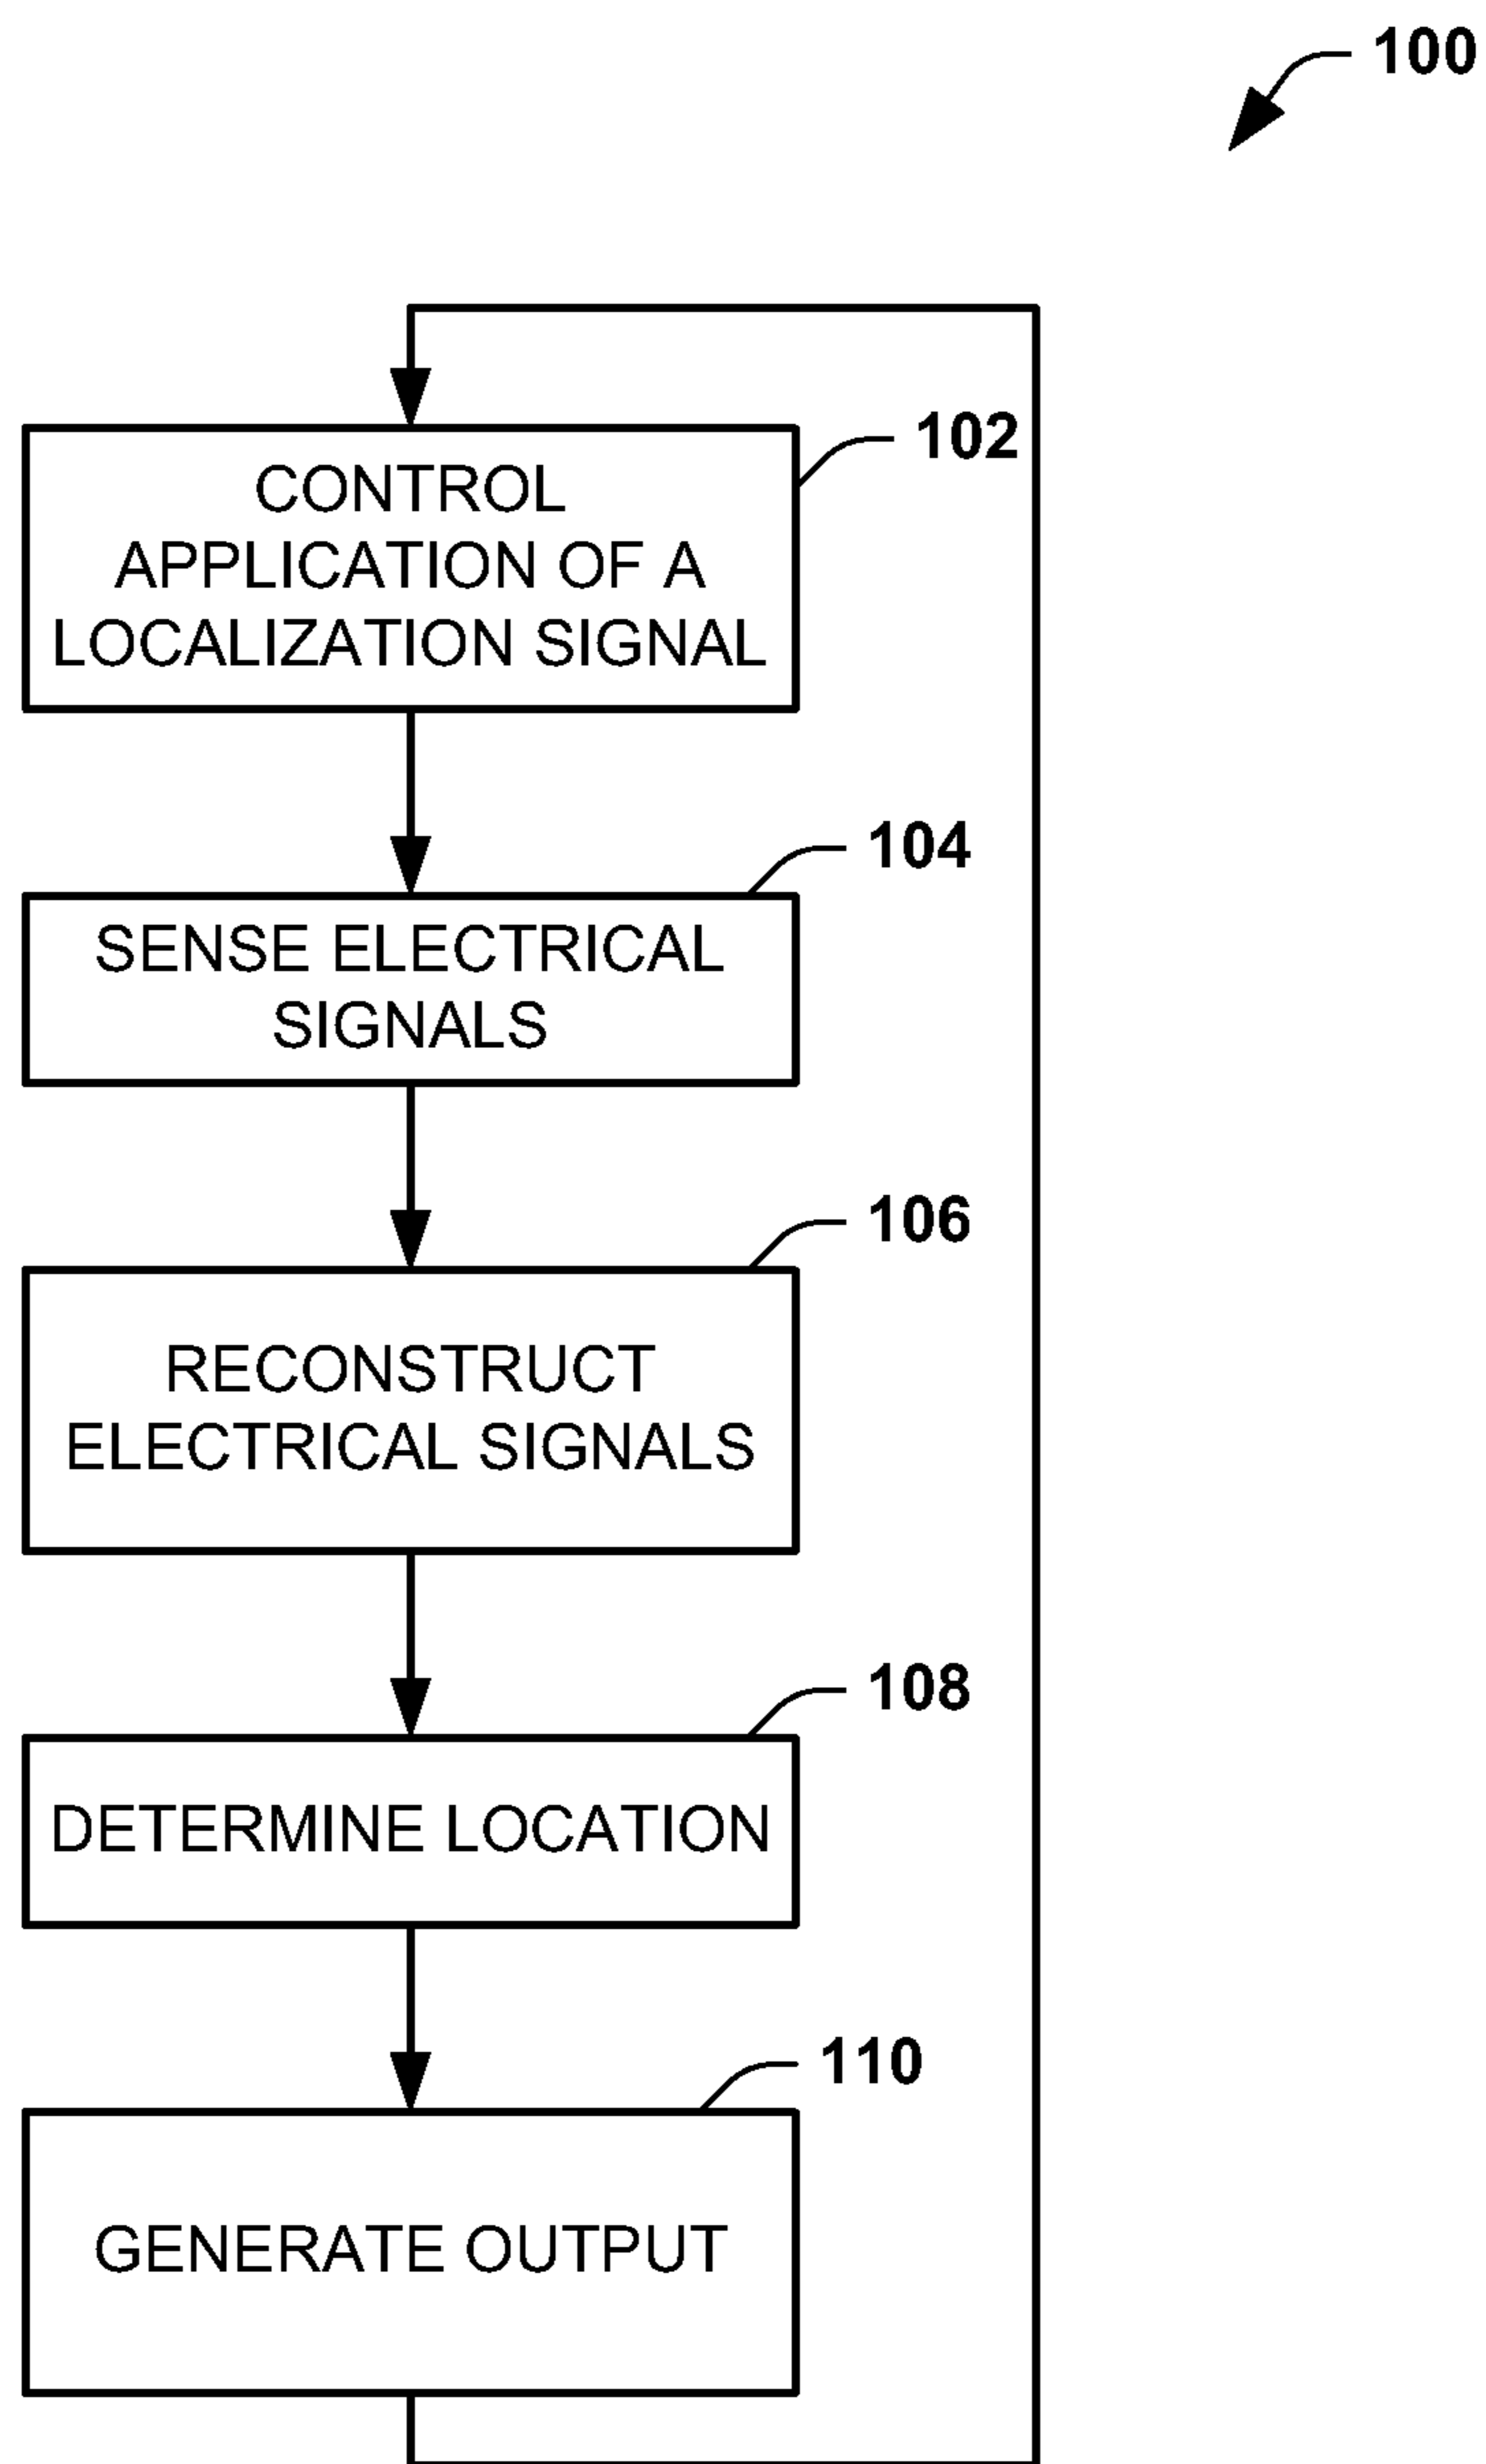 100
102
CONTROL
APPLICATION OF A
LOCALIZATION SIGNAL
104
SENSE ELECTRICAL
SIGNALS
106
RECONSTRUCT
ELECTRICAL SIGNALS
108
DETERMINE LOCATION
110
GENERATE OUTPUT